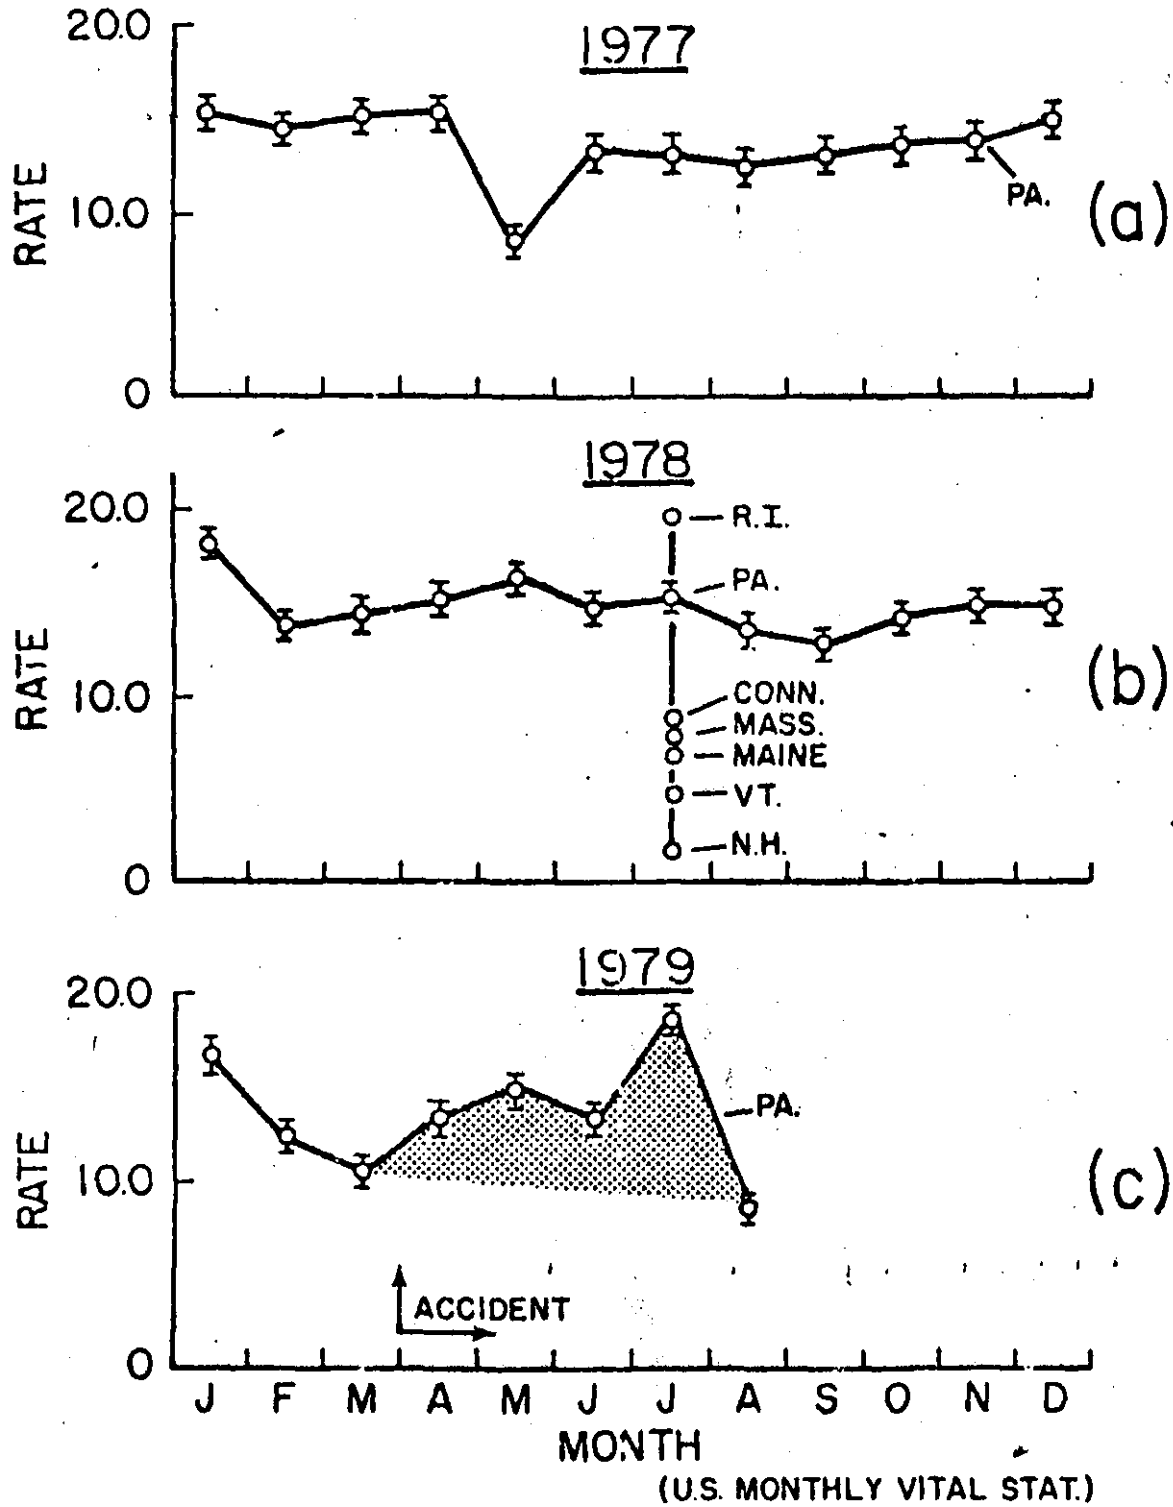 1977
20.0
RATE
10.0
0
PA.
(a)
1978
20.0
RATE
10.0
0
R.I.
PA.
CONN.
MASS.
MAINE
VT.
N.H.
(b)
1979
20.0
RATE
10.0
0
PA.
(c)
ACCIDENT
J F M A M J J A S O N D
MONTH
(U.S. MONTHLY VITAL STAT.)